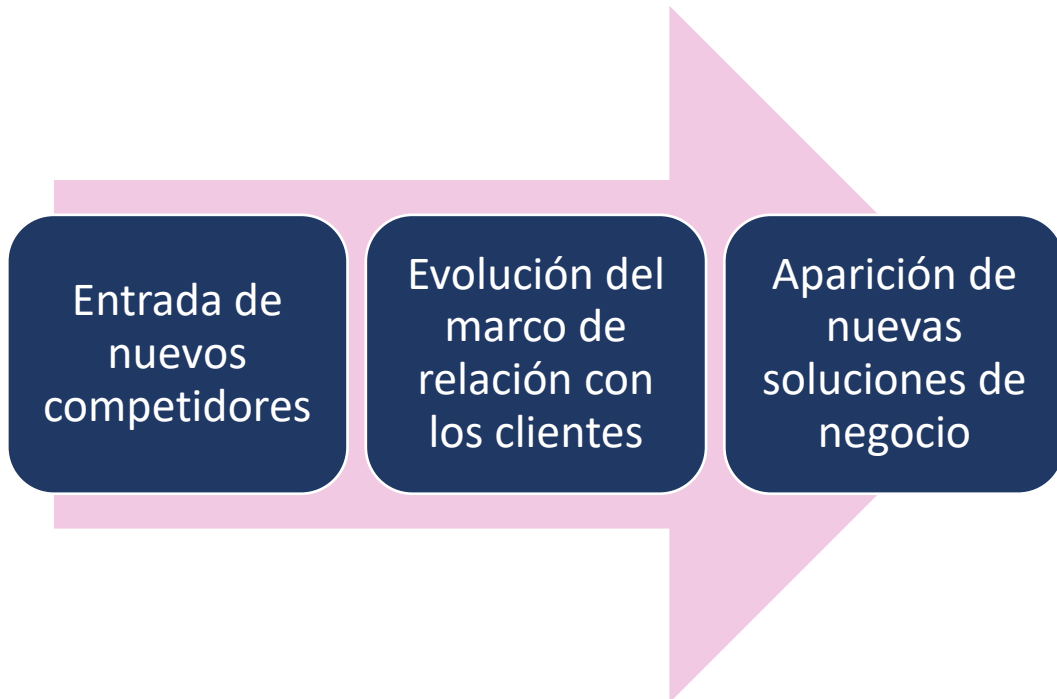 Entrada de
nuevos
competidores
Evolución del
marco de
relación con
los clientes
Aparición de
nuevas
soluciones de
negocio